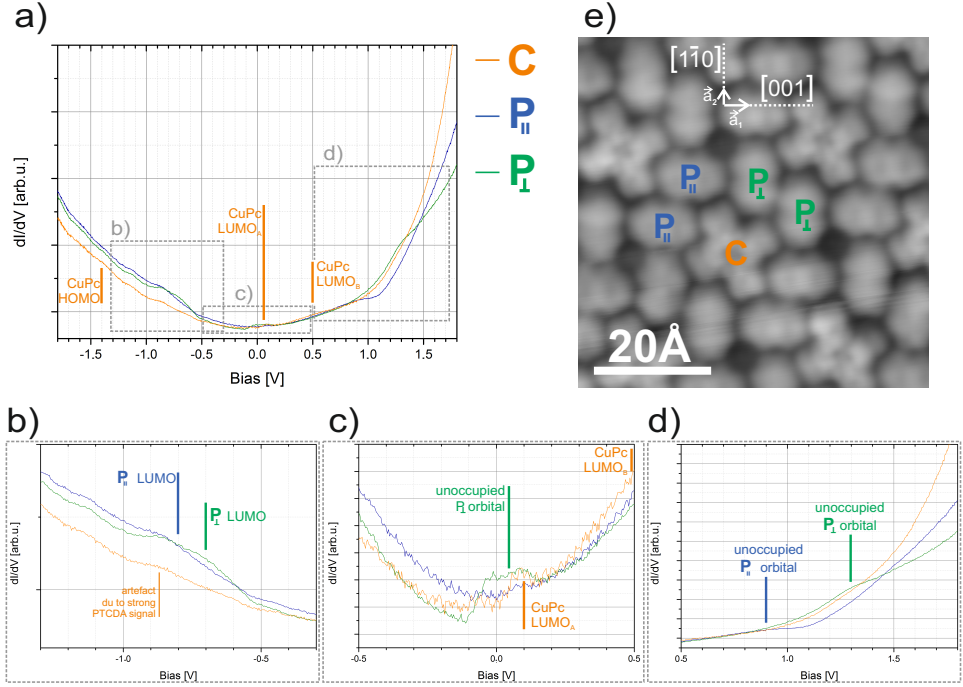 a)
C
P||
P⊥
dI/dV [arb.u.]
b)
c)
d)
CuPc
HOMO
CuPc
LUMOA
CuPc
LUMOB
-1.5 -1.0 -0.5 0.0 0.5 1.0 1.5
Bias [V]
e)
[11̄0]
[001]
a⃗2
a⃗1
P||
P⊥
P||
P⊥
C
20Å
b)
dI/dV [arb.u.]
P|| LUMO
P⊥ LUMO
artefact
du to strong
PTCDA signal
-1.0 -0.5
Bias [V]
c)
dI/dV [arb.u.]
CuPc
LUMOB
unoccupied
P⊥ orbital
CuPc
LUMOA
-0.5 0.0 0.5
Bias [V]
d)
dI/dV [arb.u.]
unoccupied
P⊥ orbital
unoccupied
P|| orbital
0.5 1.0 1.5
Bias [V]